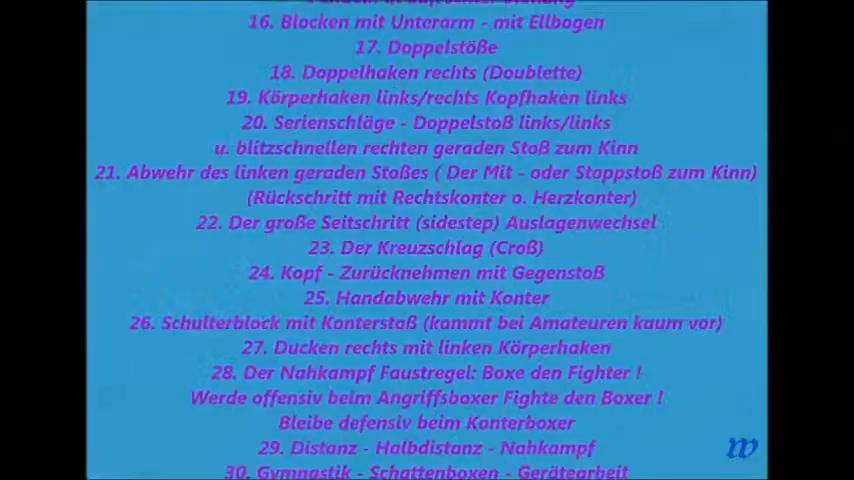 16. Blocken mit Unterarm - mit Ellbogen
17. Doppelstöße
18. Doppelhaken rechts (Doublette)
19. Körperhaken links/rechts Kopfhaken links
20. Serienschläge - Doppelstoß links/links
u. blitzschnellen rechten geraden Stoß zum Kinn
21. Abwehr des linken geraden Stoßes ( Der Mit - oder Stoppstoß zum Kinn)
(Rückschritt mit Rechtskonter o. Herzkonter)
22. Der große Seitschritt (sidestep) Auslagenwechsel
23. Der Kreuzschlag (Croß)
24. Kopf - Zurücknehmen mit Gegenstoß
25. Handabwehr mit Konter
26. Schulterblock mit Konterstoß (kommt bei Amateuren kaum vor)
27. Ducken rechts mit linken Körperhaken
28. Der Nahkampf Faustregel: Boxe den Fighter !
Werde offensiv beim Angriffsboxer Fighte den Boxer !
Bleibe defensiv beim Konterboxer
29. Distanz - Halbdistanz - Nahkampf
30. Gymnastik - Schattenboxen - Gerätearbeit
w